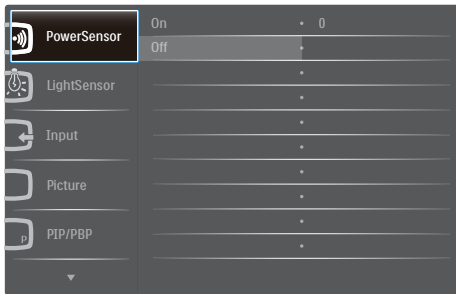 PowerSensor
On • 0
Off •
LightSensor
Input
Picture
P
PIP/PBP